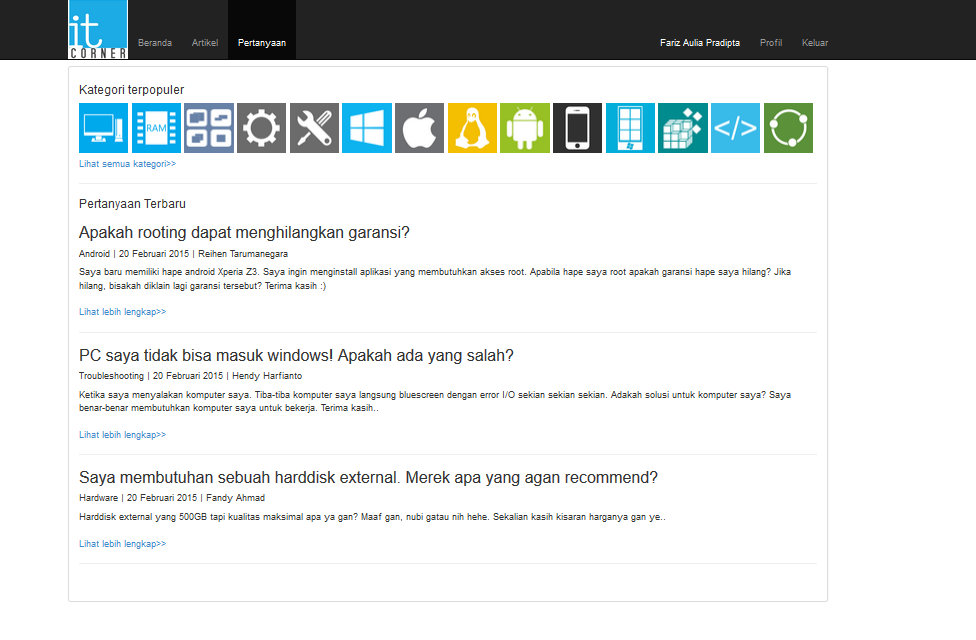 it
CORNER
Beranda Artikel Pertanyaan Fariz Aulia Pradipta Profil Keluar
Kategori terpopuler
RAM
</>
Lihat semua kategori>>
Pertanyaan Terbaru
Apakah rooting dapat menghilangkan garansi?
Android | 20 Februari 2015 | Reihen Tarumanegara
Saya baru memiliki hape android Xperia Z3. Saya ingin menginstall aplikasi yang membutuhkan akses root. Apabila hape saya root apakah garansi hape saya hilang? Jika
hilang, bisakah diklain lagi garansi tersebut? Terima kasih :)
Lihat lebih lengkap>>
PC saya tidak bisa masuk windows! Apakah ada yang salah?
Troubleshooting | 20 Februari 2015 | Hendy Harfianto
Ketika saya menyalakan komputer saya. Tiba-tiba komputer saya langsung bluescreen dengan error I/O sekian sekian sekian. Adakah solusi untuk komputer saya? Saya
benar-benar membutuhkan komputer saya untuk bekerja. Terima kasih..
Lihat lebih lengkap>>
Saya membutuhan sebuah harddisk external. Merek apa yang agan recommend?
Hardware | 20 Februari 2015 | Fandy Ahmad
Harddisk external yang 500GB tapi kualitas maksimal apa ya gan? Maaf gan, nubi gatau nih hehe. Sekalian kasih kisaran harganya gan ye..
Lihat lebih lengkap>>